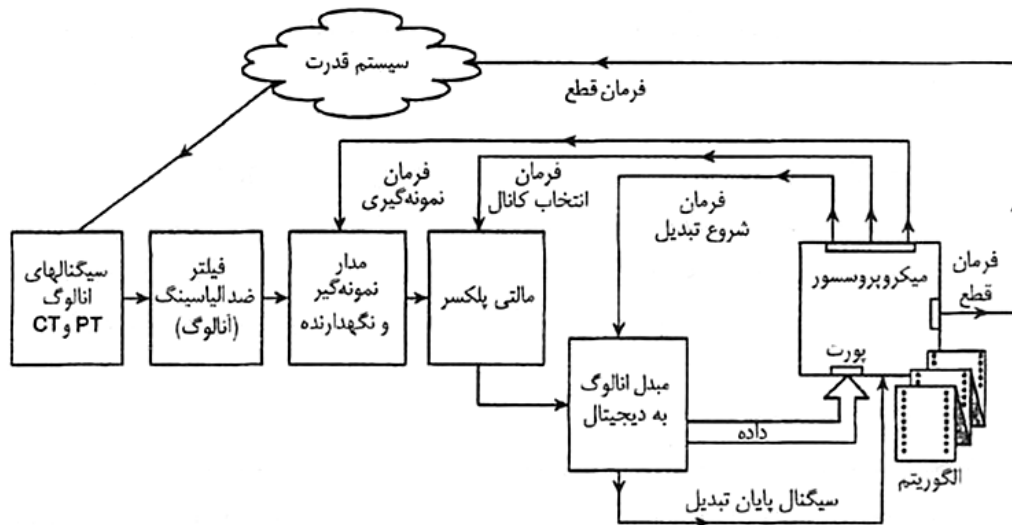 سیستم قدرت
فرمان قطع
فرمان
نمونه‌گیری
فرمان
انتخاب کانال
فرمان
شروع تبدیل
سیگنالهای
انالوگ
CT و PT
فیلتر
ضدالیاسینگ
(آنالوگ)
مدار
نمونه‌گیر
و نگهدارنده
مالتی پلکسر
میکروپروسسور
فرمان
قطع
پورت
مبدل انالوگ
به دیجیتال
داده
الگوریتم
سیگنال پایان تبدیل